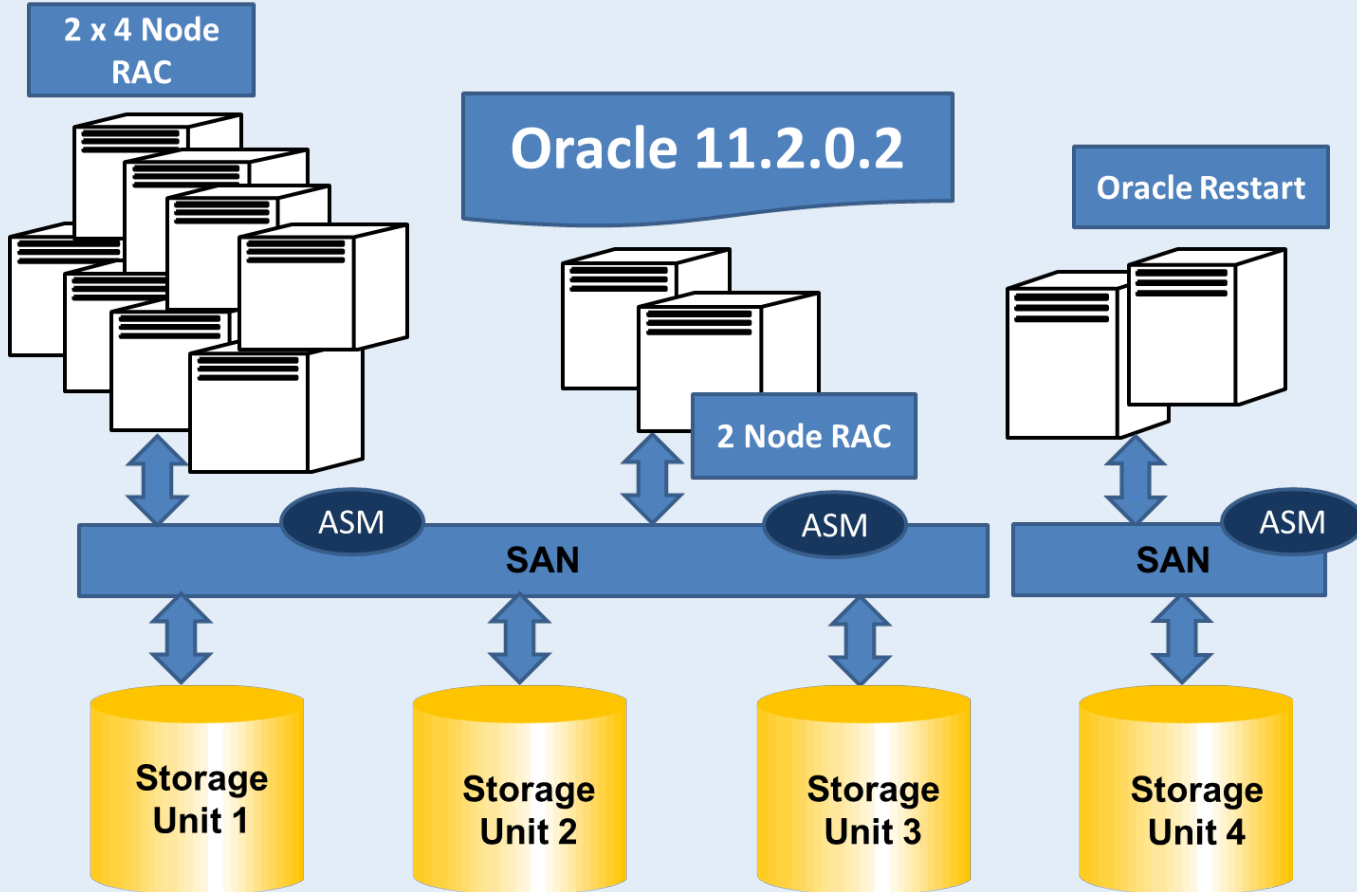 2 x 4 Node
RAC
Oracle 11.2.0.2
Oracle Restart
2 Node RAC
ASM
ASM
ASM
SAN
SAN
Storage
Unit 1
Storage
Unit 2
Storage
Unit 3
Storage
Unit 4